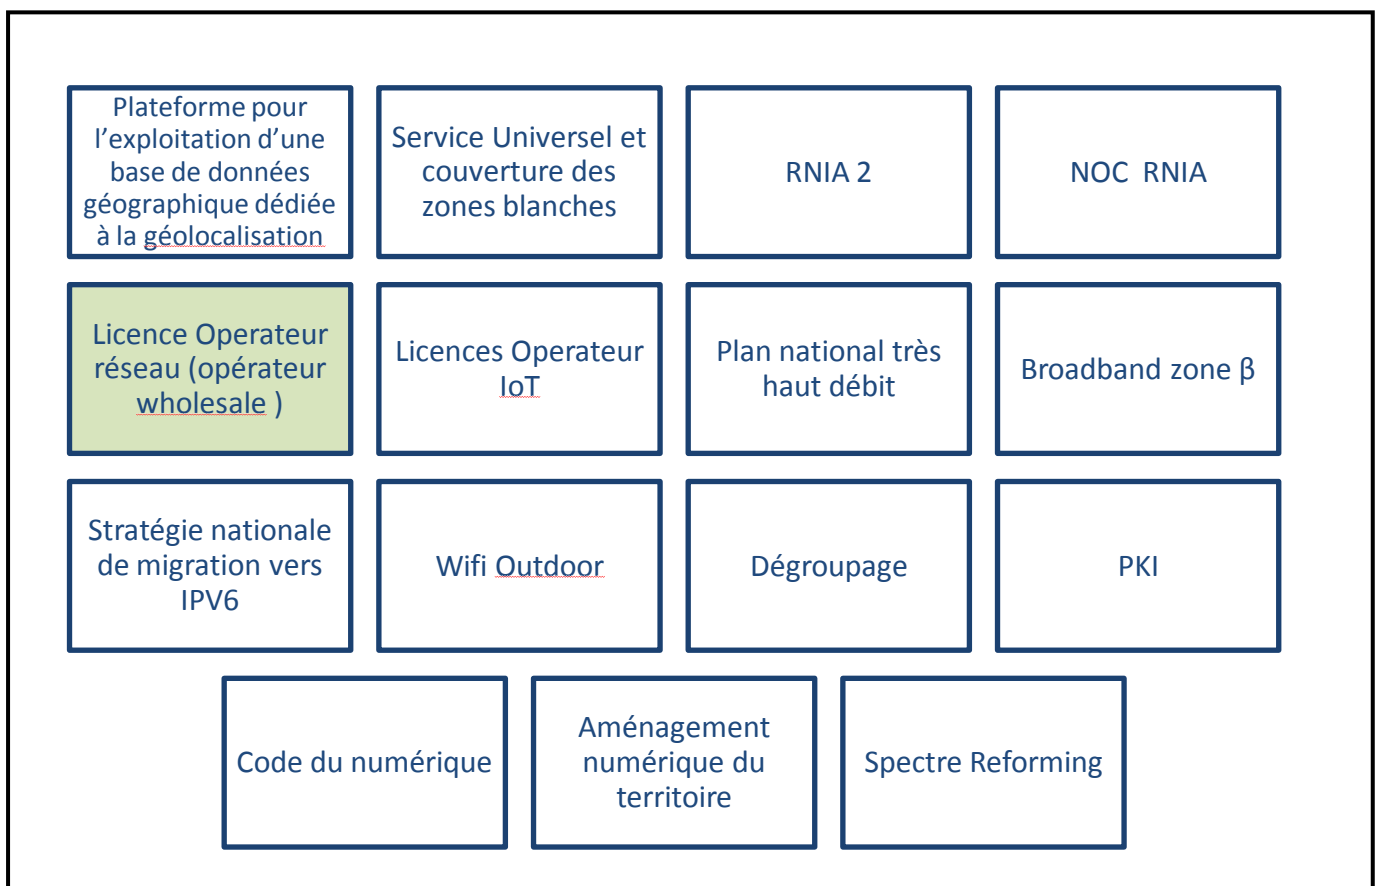 Plateforme pour
l’exploitation d’une
base de données
géographique dédiée
à la géolocalisation
Service Universel et
couverture des
zones blanches
RNIA 2
NOC RNIA
Licence Operateur
réseau (opérateur
wholesale )
Licences Operateur
IoT
Plan national très
haut débit
Broadband zone β
Stratégie nationale
de migration vers
IPV6
Wifi Outdoor
Dégroupage
PKI
Code du numérique
Aménagement
numérique du
territoire
Spectre Reforming